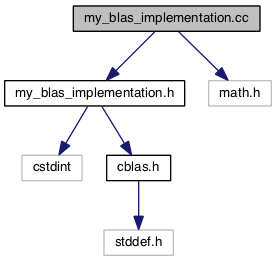 my_blas_implementation.cc
my_blas_implementation.h
math.h
cstdint
cblas.h
stddef.h